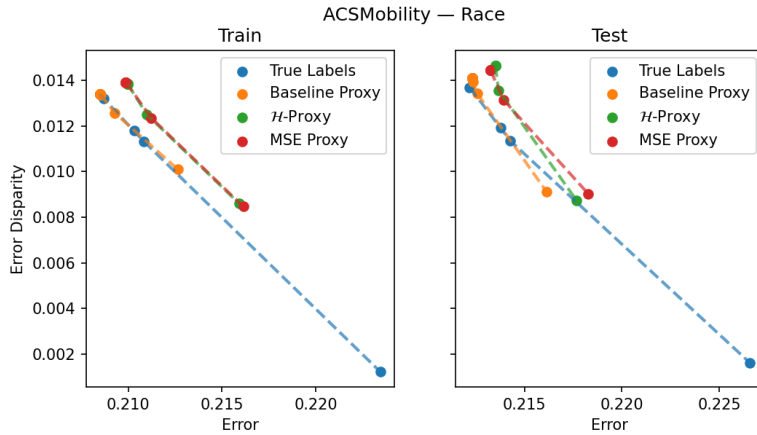 ACSMobility — Race
Train
Test
Error Disparity
0.014
0.012
0.010
0.008
0.006
0.004
0.002
True Labels
Baseline Proxy
ℋ-Proxy
MSE Proxy
True Labels
Baseline Proxy
ℋ-Proxy
MSE Proxy
0.210
0.215
0.220
0.215
0.220
0.225
Error
Error